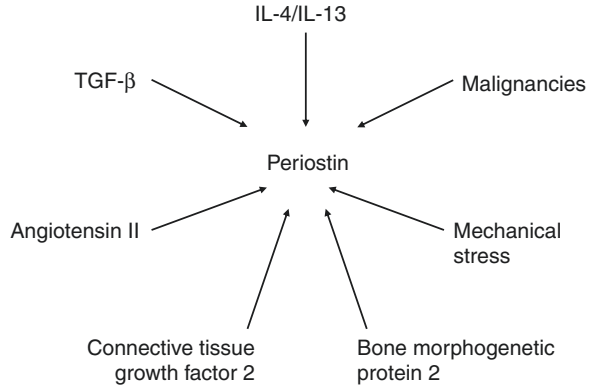 IL-4/IL-13
TGF-β
Malignancies
Periostin
Angiotensin II
Mechanical
stress
Connective tissue
growth factor 2
Bone morphogenetic
protein 2